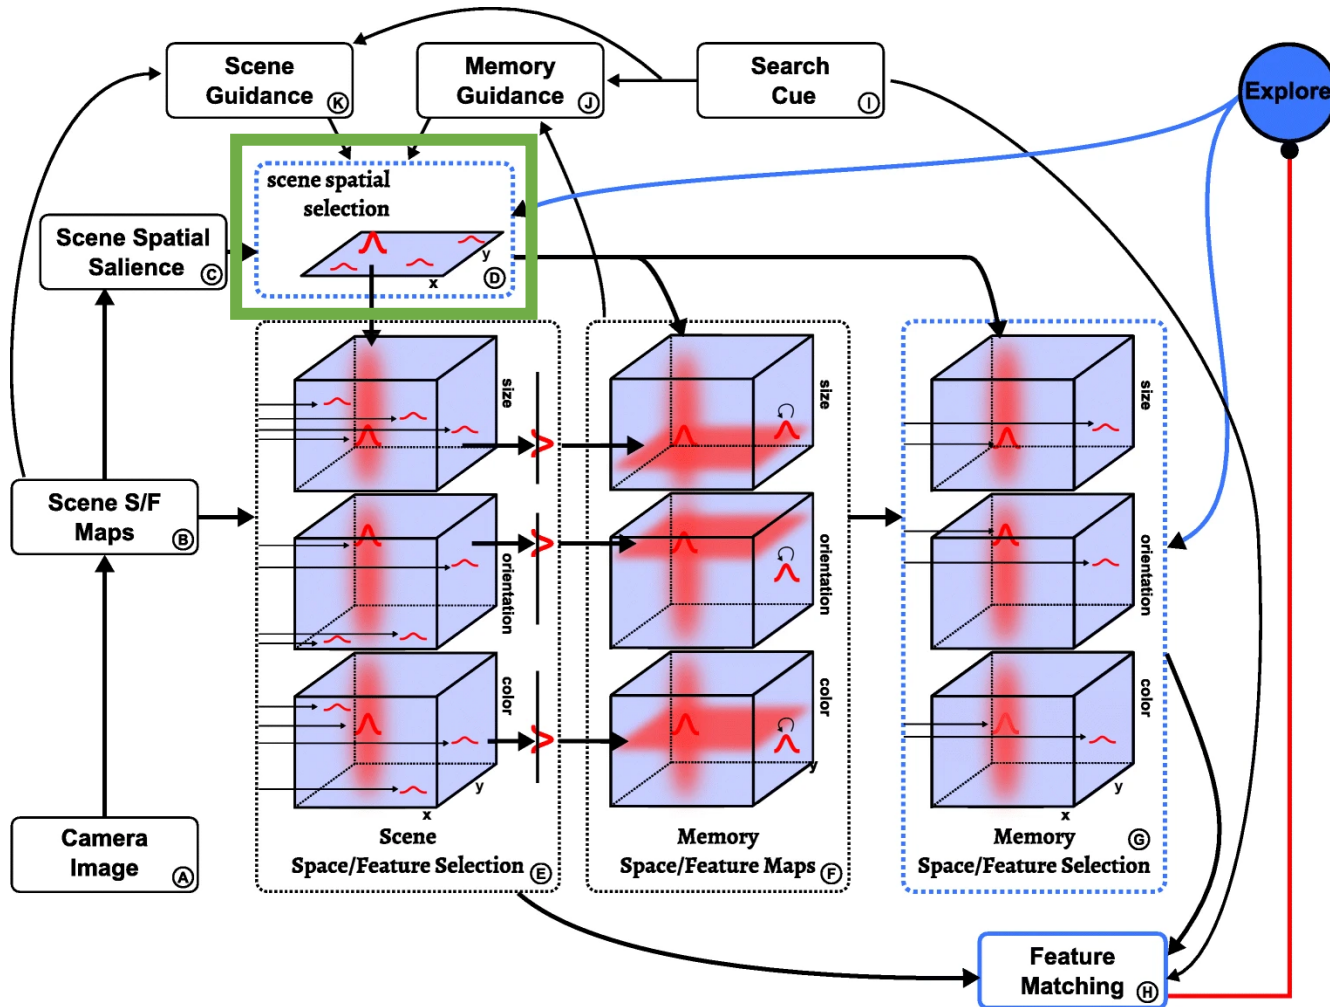 Scene
Guidance
K
Memory
Guidance
J
Search
Cue
I
Explore
scene spatial
selection
x
y
D
Scene Spatial
Salience
C
size
size
size
Scene S/F
Maps
B
orientation
orientation
orientation
color
color
color
x
y
y
x
y
Camera
Image
A
Scene
Space/Feature Selection
E
Memory
Space/Feature Maps
F
Memory
Space/Feature Selection
G
Feature
Matching
H